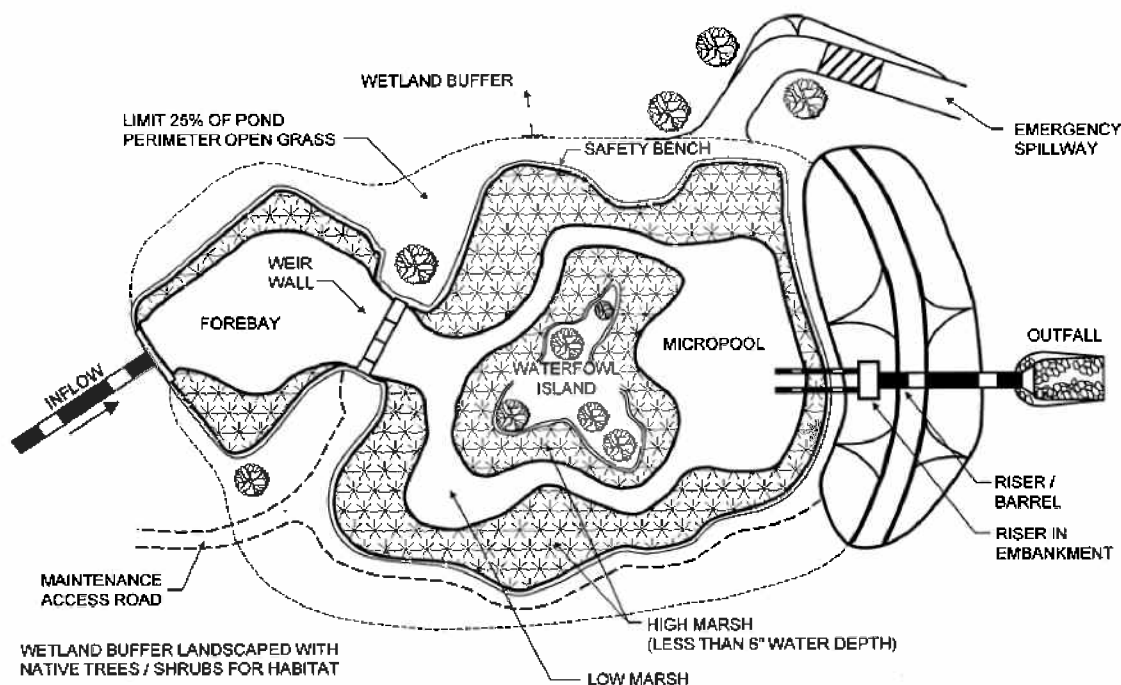 WETLAND BUFFER
LIMIT 25% OF POND
PERIMETER OPEN GRASS
SAFETY BENCH
EMERGENCY
SPILLWAY
WEIR
WALL
FOREBAY
MICROPOOL
OUTFALL
WATERFOWL
ISLAND
INFLOW
RISER /
BARREL
RISER IN
EMBANKMENT
MAINTENANCE
ACCESS ROAD
HIGH MARSH
(LESS THAN 6" WATER DEPTH)
WETLAND BUFFER LANDSCAPED WITH
NATIVE TREES / SHRUBS FOR HABITAT
LOW MARSH